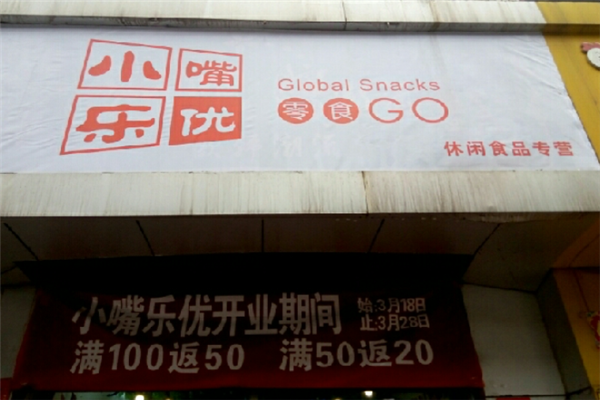 小嘴
乐优
Global Snacks
零食GO
休闲食品专营
小嘴乐优开业期间
始:3月18日
止:3月28日
满100返50 满50返20